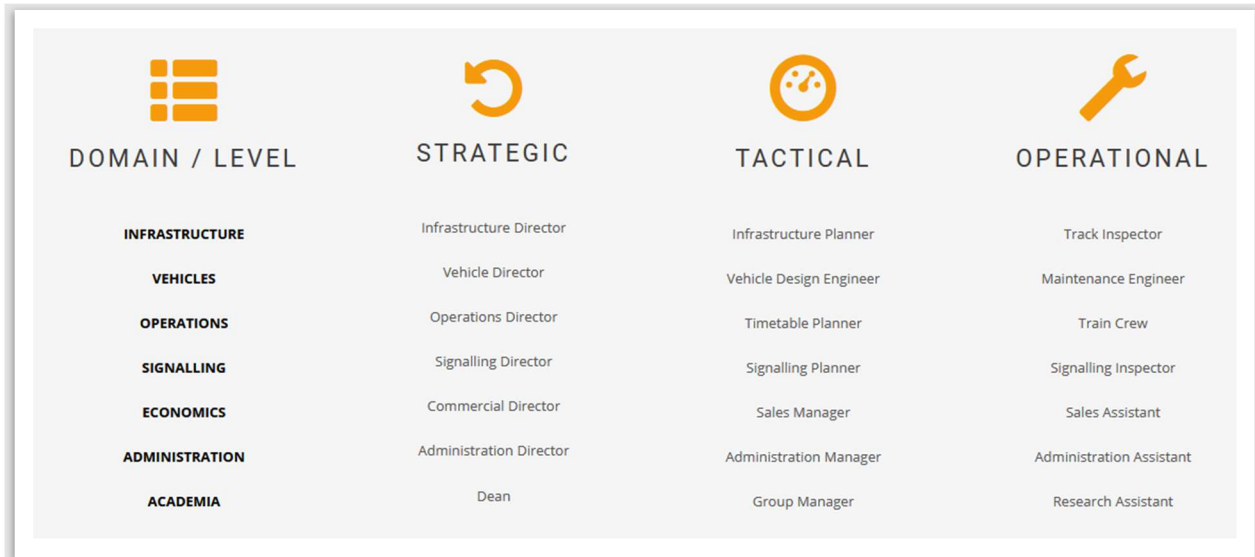 DOMAIN / LEVEL STRATEGIC TACTICAL OPERATIONAL
INFRASTRUCTURE Infrastructure Director Infrastructure Planner Track Inspector
VEHICLES Vehicle Director Vehicle Design Engineer Maintenance Engineer
OPERATIONS Operations Director Timetable Planner Train Crew
SIGNALLING Signalling Director Signalling Planner Signalling Inspector
ECONOMICS Commercial Director Sales Manager Sales Assistant
ADMINISTRATION Administration Director Administration Manager Administration Assistant
ACADEMIA Dean Group Manager Research Assistant